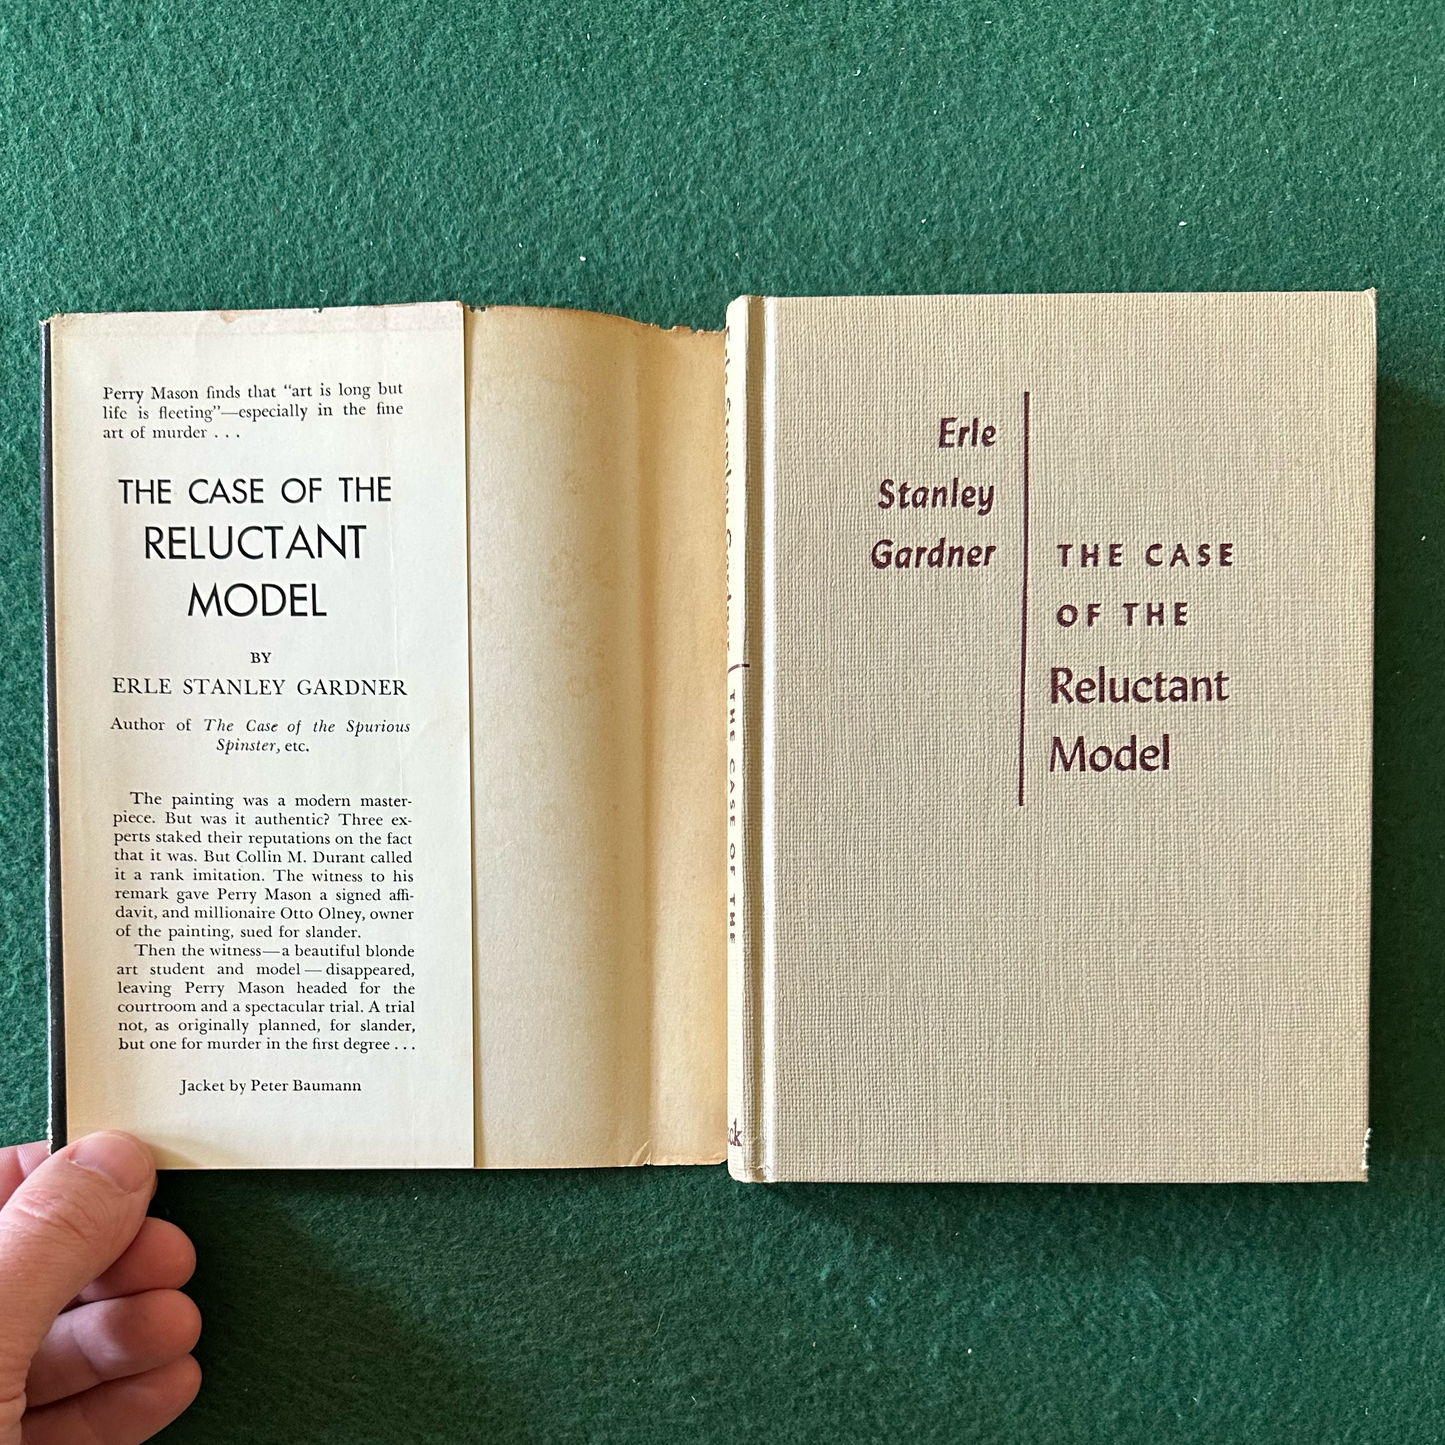 Perry Mason finds that “art is long but
life is fleeting”—especially in the fine
art of murder . . .
THE CASE OF THE
RELUCTANT
MODEL
BY
ERLE STANLEY GARDNER
Author of The Case of the Spurious
Spinster, etc.
The painting was a modern master-
piece. But was it authentic? Three ex-
perts staked their reputations on the fact
that it was. But Collin M. Durant called
it a rank imitation. The witness to his
remark gave Perry Mason a signed affi-
davit, and millionaire Otto Olney, owner
of the painting, sued for slander.
Then the witness—a beautiful blonde
art student and model—disappeared,
leaving Perry Mason headed for the
courtroom and a spectacular trial. A trial
not, as originally planned, for slander,
but one for murder in the first degree . . .
Jacket by Peter Baumann
Erle Stanley Gardner
THE CASE OF THE
ck
Erle
Stanley
Gardner
THE CASE
OF THE
Reluctant
Model